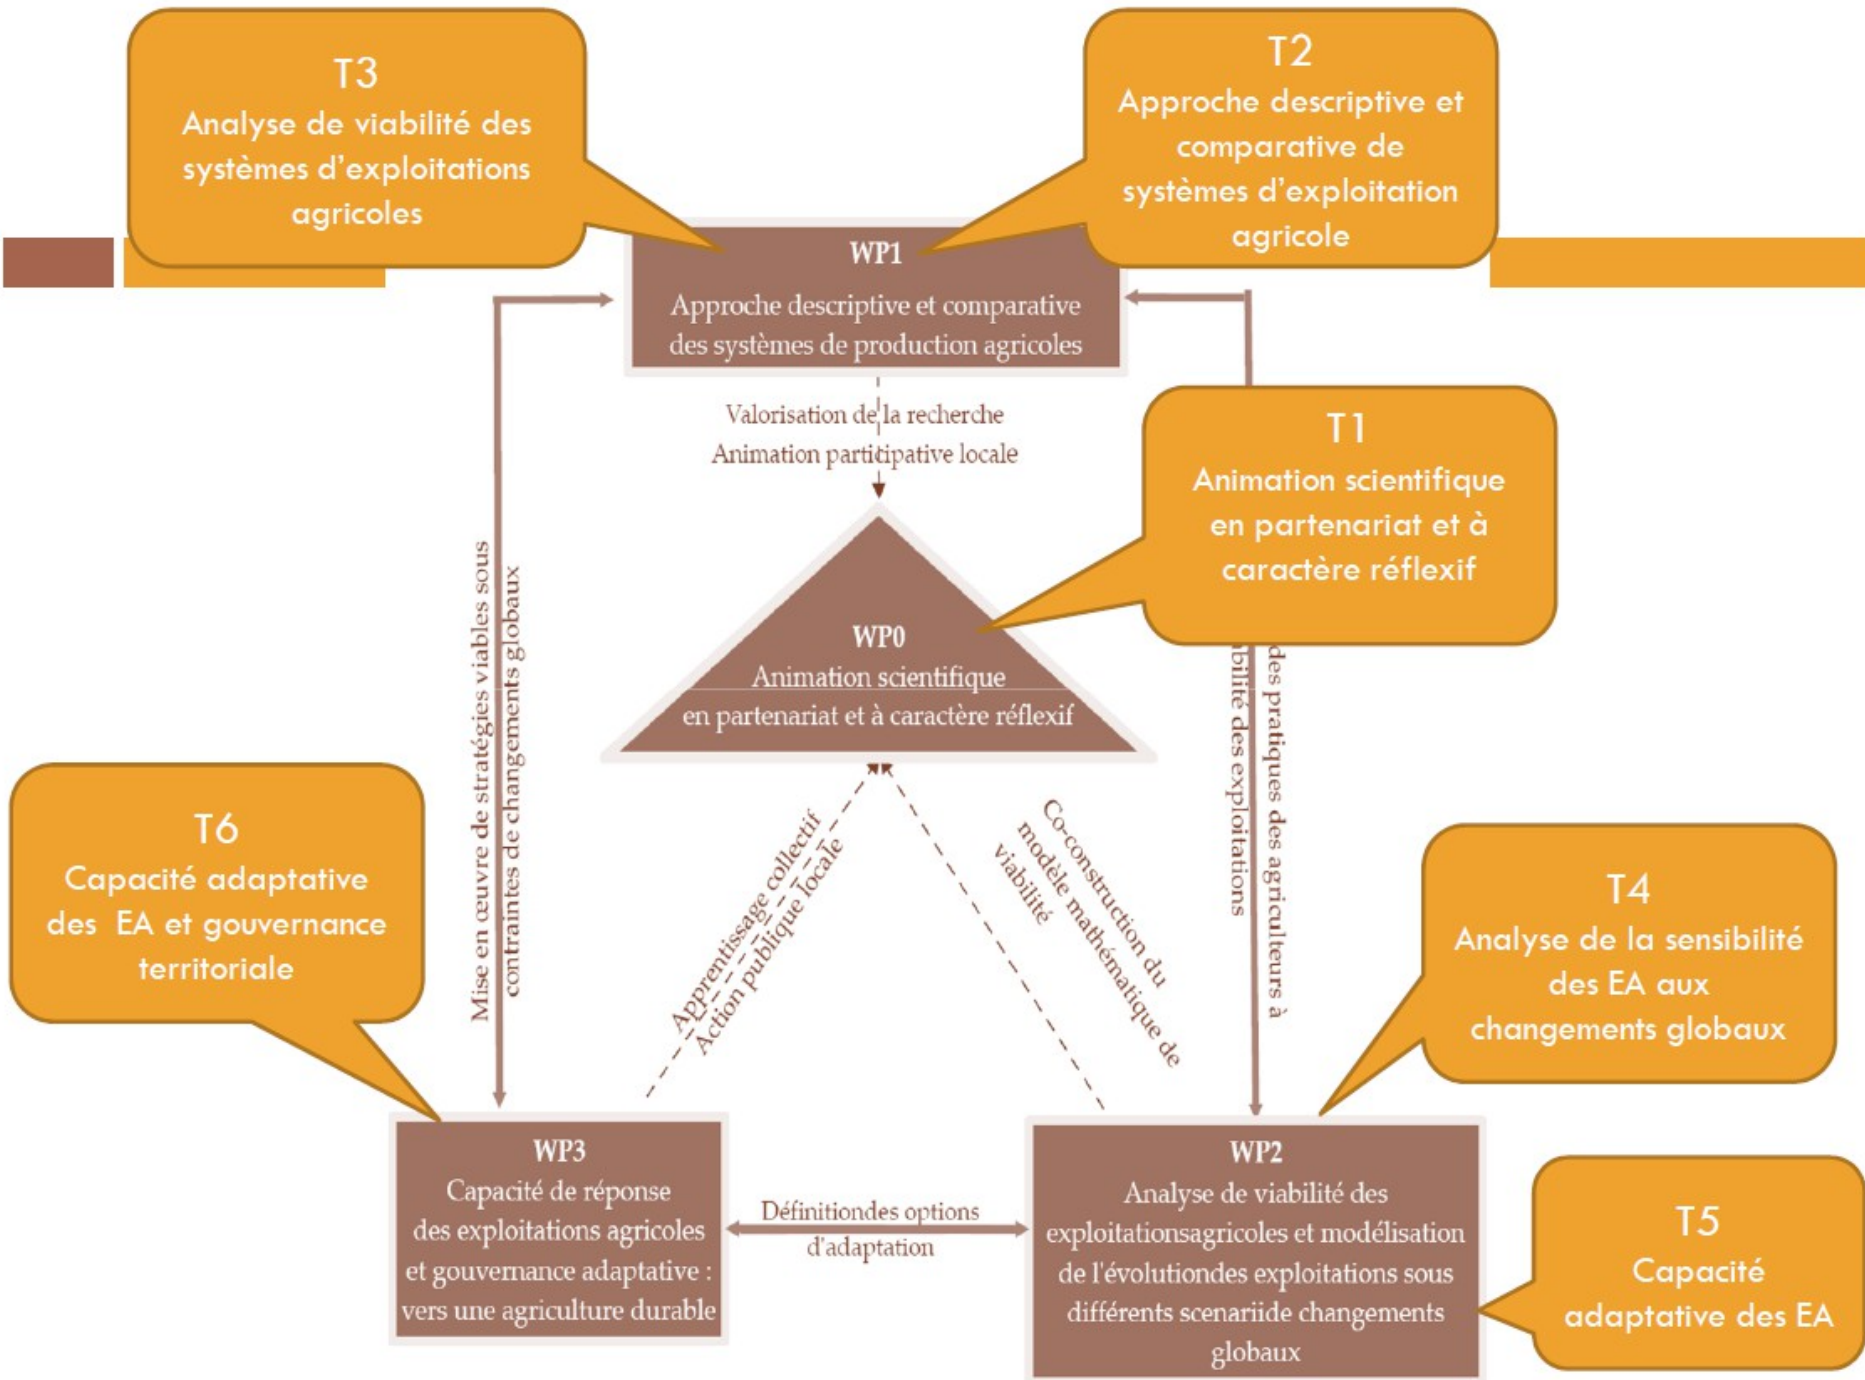 T3
Analyse de viabilité des
systèmes d'exploitations
agricoles
T2
Approche descriptive et
comparative de
systèmes d'exploitation
agricole
WP1
Approche descriptive et comparative
des systèmes de production agricoles
Valorisation de la recherche
Animation participative locale
T1
Animation scientifique
en partenariat et à
caractère réflexif
WP0
Animation scientifique
en partenariat et à caractère réflexif
Mise en œuvre de stratégies viables sous
contraintes de changements globaux
des pratiques des agriculteurs à
des exploitations
T6
Capacité adaptative
des EA et gouvernance
territoriale
Apprentissage collectif
Action publique locale
Co-construction du
modèle mathématique de
viabilité
T4
Analyse de la sensibilité
des EA aux
changements globaux
WP3
Capacité de réponse
des exploitations agricoles
et gouvernance adaptative :
vers une agriculture durable
Définitiondes options
d'adaptation
WP2
Analyse de viabilité des
exploitationsagricoles et modélisation
de l'évolutiondes exploitations sous
différents scenariide changements
globaux
T5
Capacité
adaptative des EA